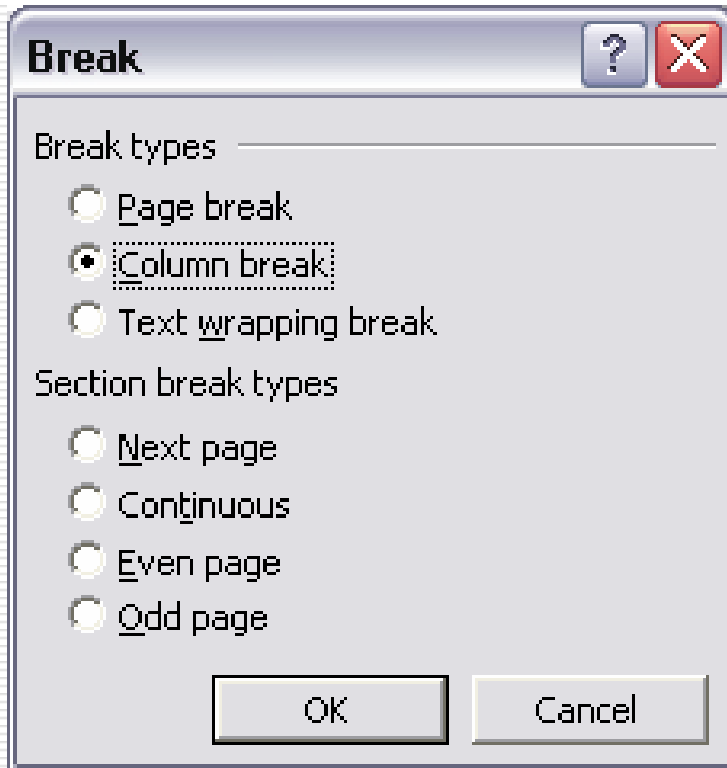 Break
?
Break types
Page break
Column break
Text wrapping break
Section break types
Next page
Continuous
Even page
Odd page
OK Cancel